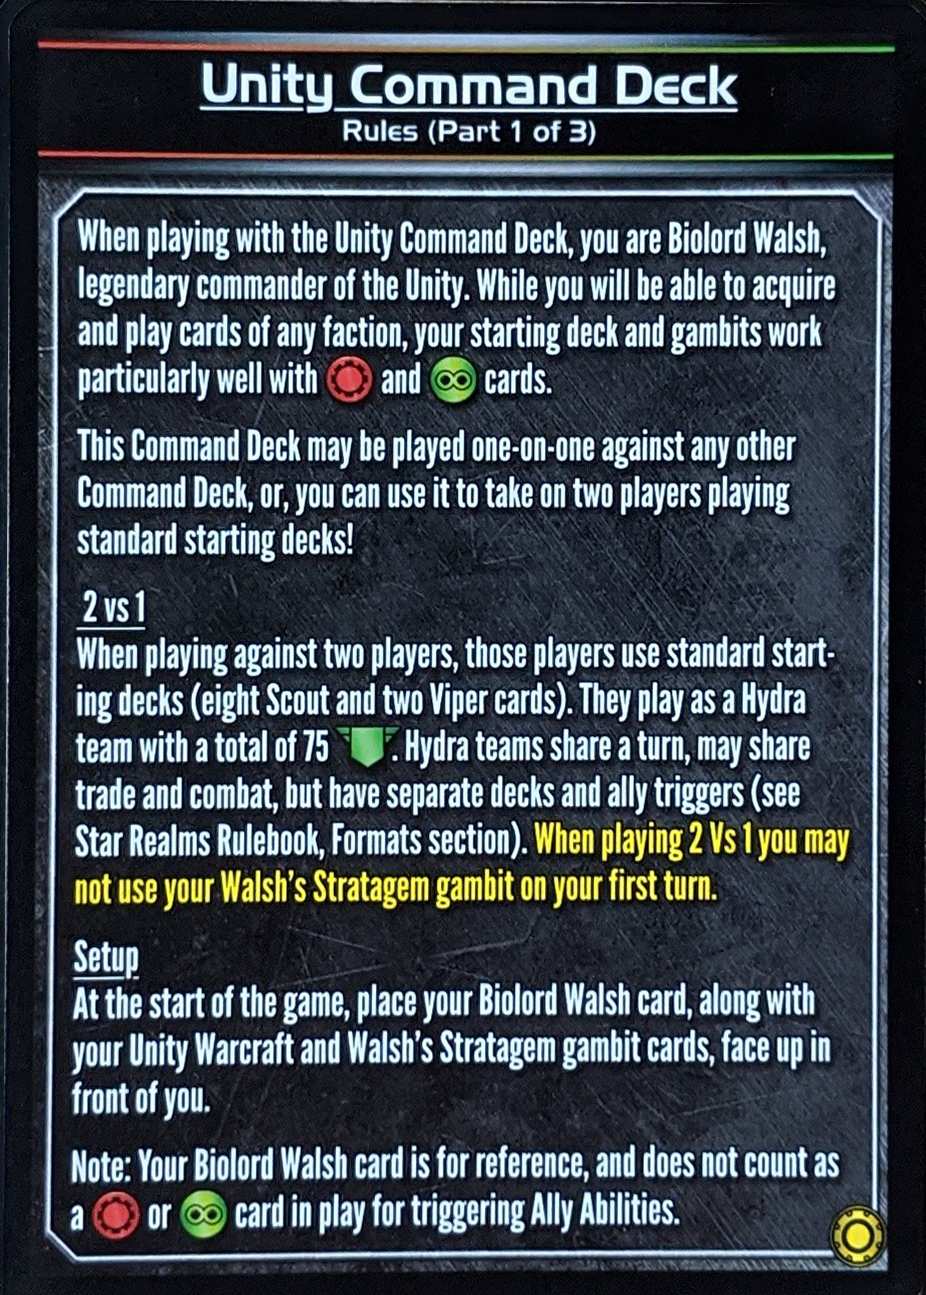 Unity Command Deck
Rules (Part 1 of 3)
When playing with the Unity Command Deck, you are Biolord Walsh,
legendary commander of the Unity. While you will be able to acquire
and play cards of any faction, your starting deck and gambits work
particularly well with and cards.
This Command Deck may be played one-on-one against any other
Command Deck, or, you can use it to take on two players playing
standard starting decks!
2 vs 1
When playing against two players, those players use standard start-
ing decks (eight Scout and two Viper cards). They play as a Hydra
team with a total of 75 . Hydra teams share a turn, may share
trade and combat, but have separate decks and ally triggers (see
Star Realms Rulebook, Formats section). When playing 2 Vs 1 you may
not use your Walsh's Stratagem gambit on your first turn.
Setup
At the start of the game, place your Biolord Walsh card, along with
your Unity Warcraft and Walsh's Stratagem gambit cards, face up in
front of you.
Note: Your Biolord Walsh card is for reference, and does not count as
a or card in play for triggering Ally Abilities.